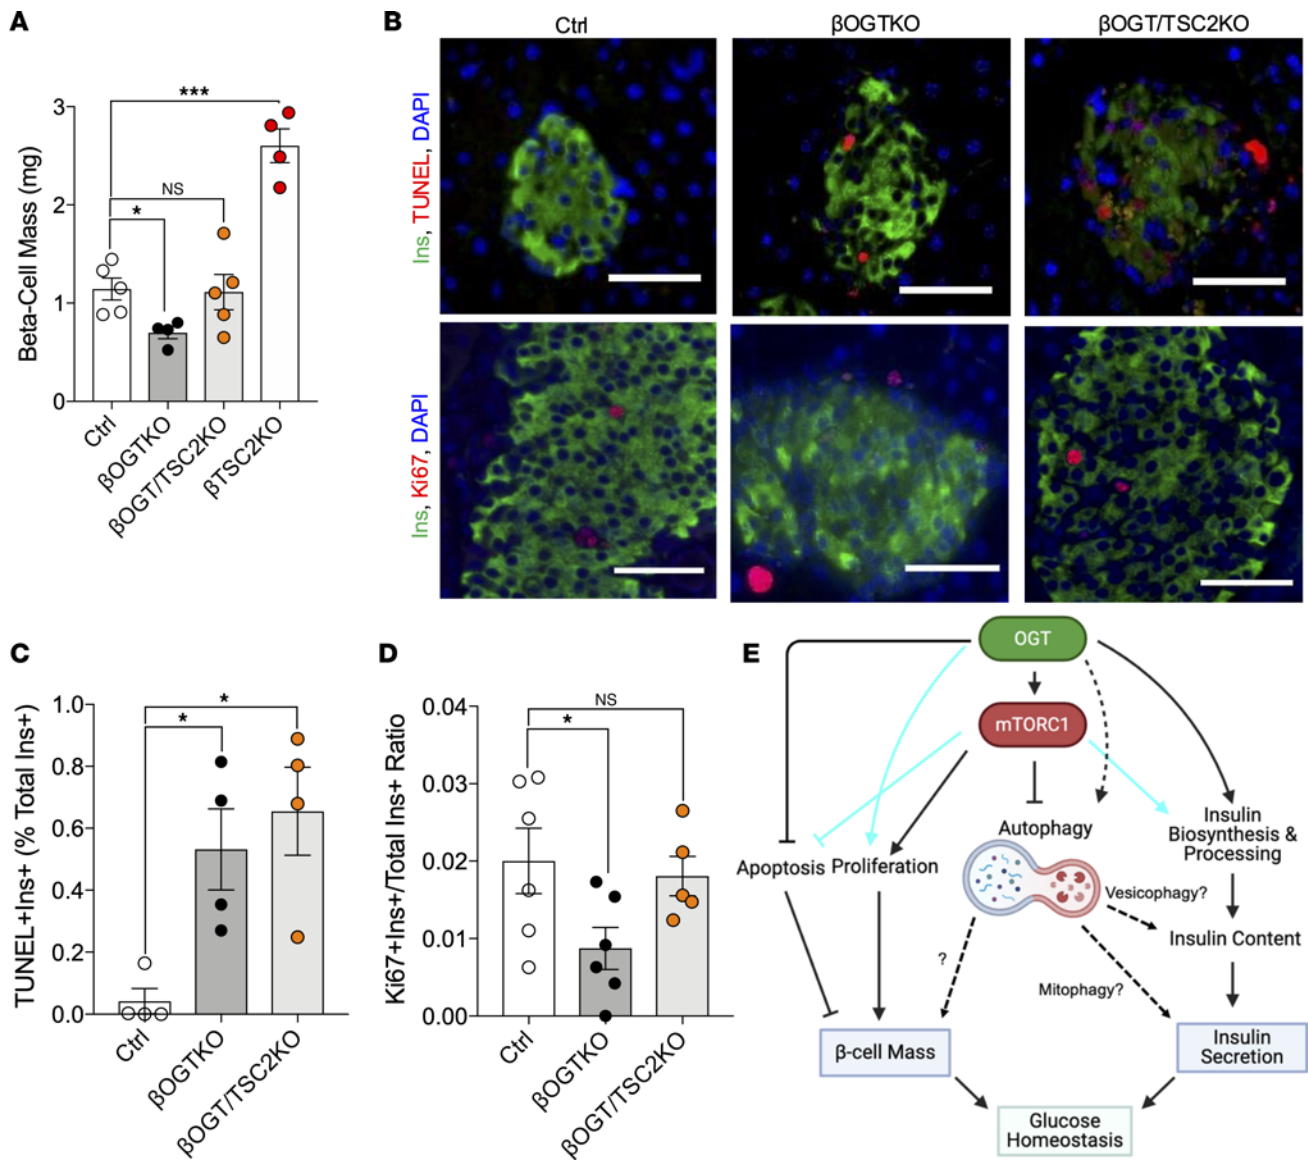 A
Beta-Cell Mass (mg)
3
2
1
0
***
NS
*
Ctrl
βOGTKO
βOGT/TSC2KO
βTSC2KO
B
Ctrl
βOGTKO
βOGT/TSC2KO
Ins, TUNEL, DAPI
Ins, Ki67, DAPI
C
TUNEL+Ins+ (% Total Ins+)
1.0
0.8
0.6
0.4
0.2
0.0
*
*
Ctrl
βOGTKO
βOGT/TSC2KO
D
Ki67+Ins+/Total Ins+ Ratio
0.04
0.03
0.02
0.01
0.00
NS
*
Ctrl
βOGTKO
βOGT/TSC2KO
E
OGT
mTORC1
Autophagy
Insulin
Biosynthesis &
Processing
Apoptosis
Proliferation
Vesicophagy?
Insulin Content
?
Mitophagy?
β-cell Mass
Insulin
Secretion
Glucose
Homeostasis